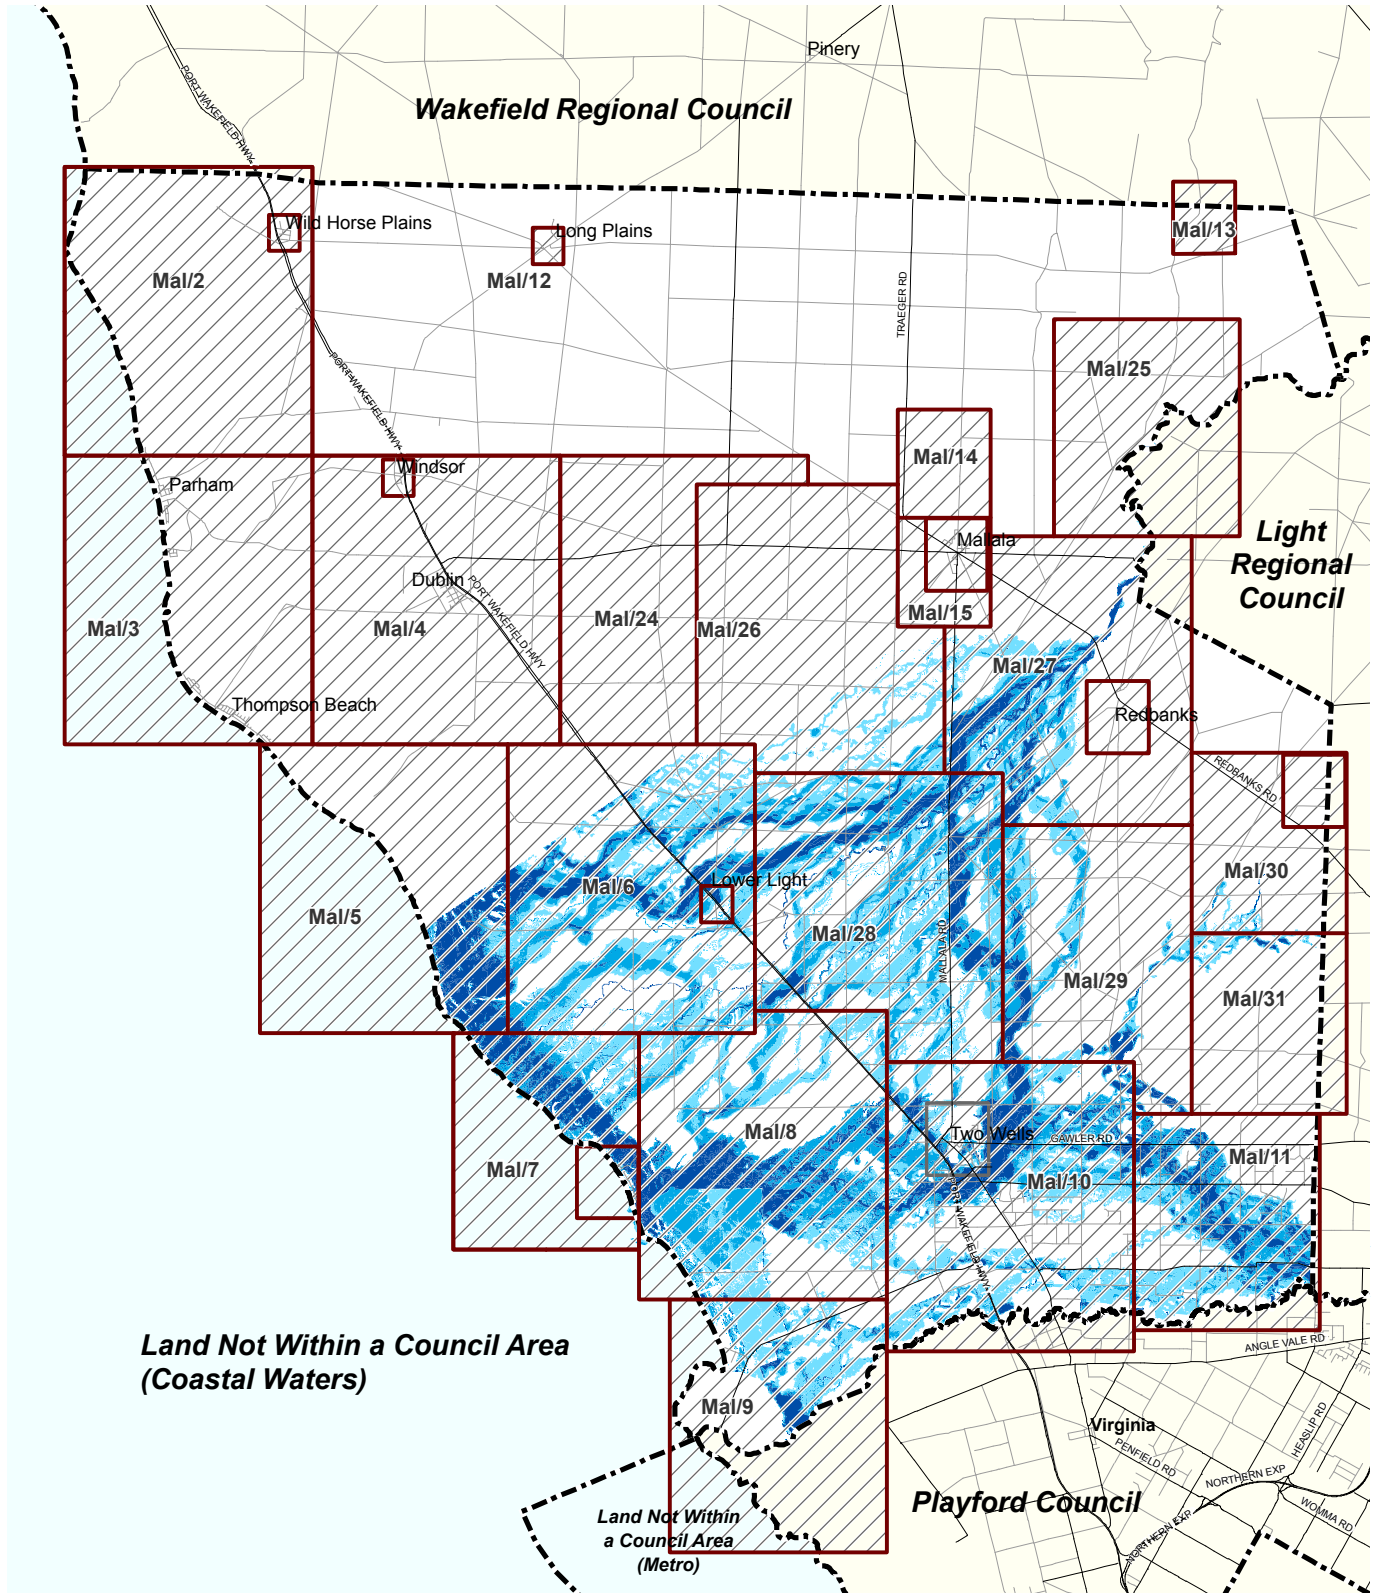 Pinery
PORT WAKEFIELD HWY
Wakefield Regional Council
Wild Horse Plains
Long Plains
Mal/13
Mal/2
Mal/12
TRAEGER RD
PORT WAKEFIELD HWY
Mal/25
Mal/14
Windsor
Parham
Light
Regional
Council
Mallala
Dublin
PORT WAKEFIELD HWY
Mal/15
Mal/3
Mal/4
Mal/24
Mal/26
Mal/27
Thompson Beach
Redbanks
REDBANKS RD
Mal/30
Lower Light
Mal/6
Mal/5
Mal/28
MALLALA RD
Mal/29
Mal/31
Mal/8
Two Wells
GAWLER RD
Mal/11
Mal/7
Mal/10
PORT WAKEFIELD HWY
Land Not Within a Council Area
(Coastal Waters)
ANGLE VALE RD
Mal/9
Virginia
HEASLIP RD
PENFIELD RD
NORTHERN EXP
Playford Council
WOMMA RD
Land Not Within
a Council Area
(Metro)
NORTHERN EXP